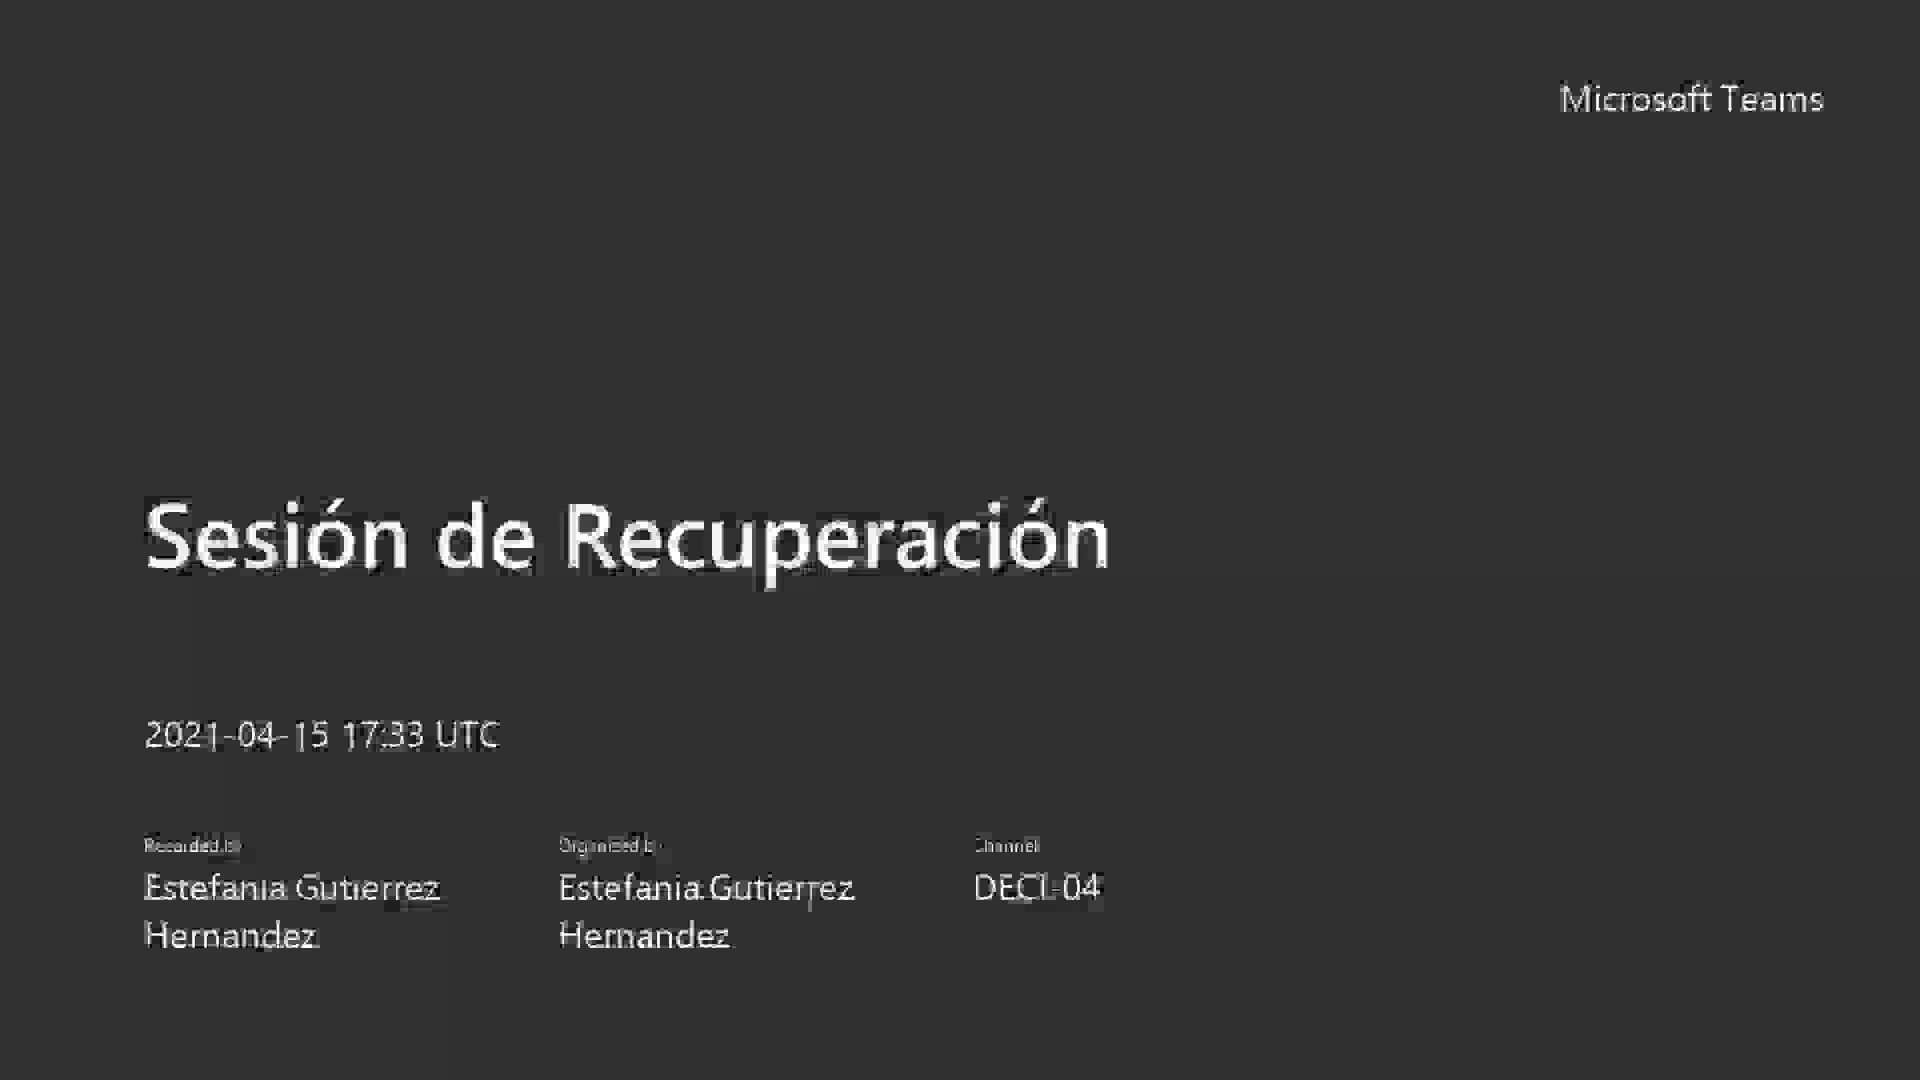 Microsoft Teams
Sesión de Recuperación
2021-04-15 17:33 UTC
Recorded by
Organized by
Channel
Estefania Gutierrez
Hernandez
Estefania Gutierrez
Hernandez
DECI-04